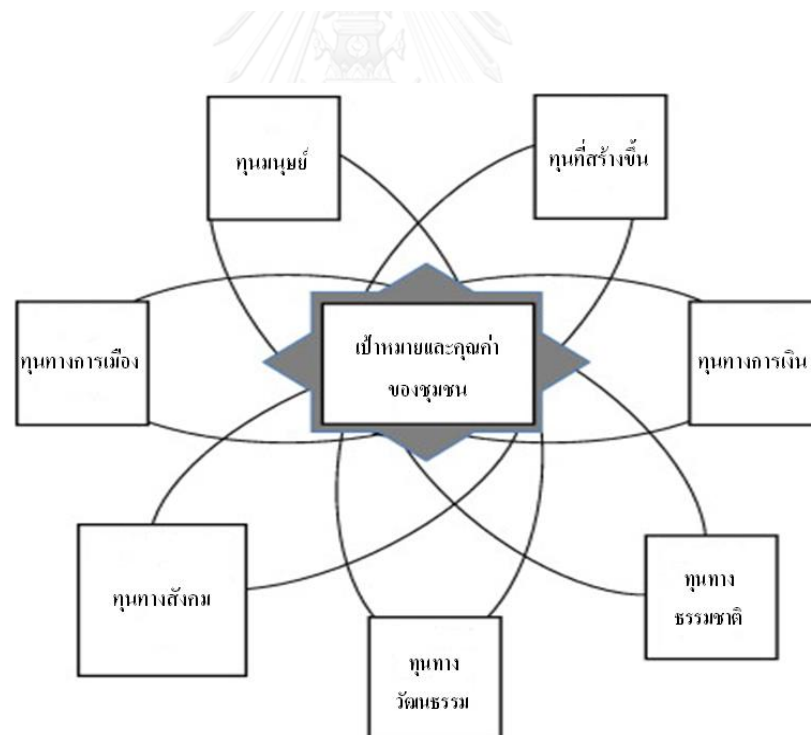 ทุนมนุษย์
ทุนที่สร้างขึ้น
ทุนทางการเมือง
เป้าหมายและคุณค่า
ของชุมชน
ทุนทางการเงิน
ทุนทางสังคม
ทุนทาง
ธรรมชาติ
ทุนทาง
วัฒนธรรม